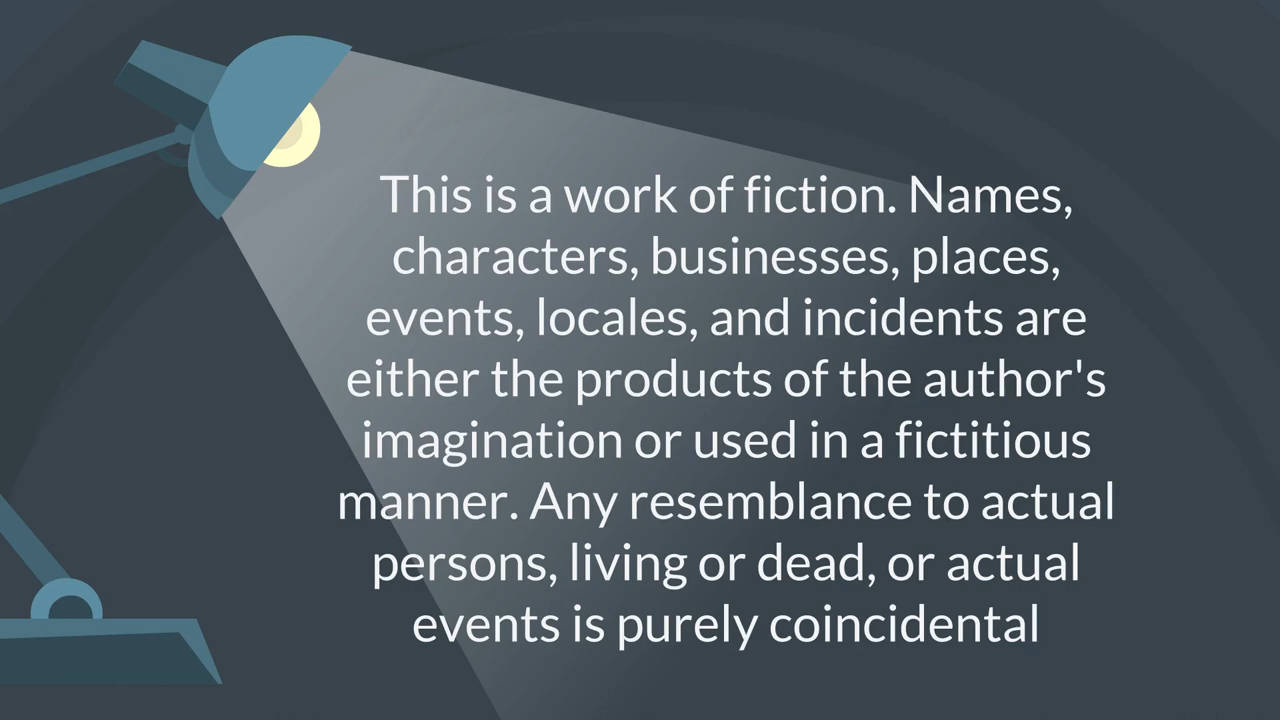 This is a work of fiction. Names,
characters, businesses, places,
events, locales, and incidents are
either the products of the author's
imagination or used in a fictitious
manner. Any resemblance to actual
persons, living or dead, or actual
events is purely coincidental